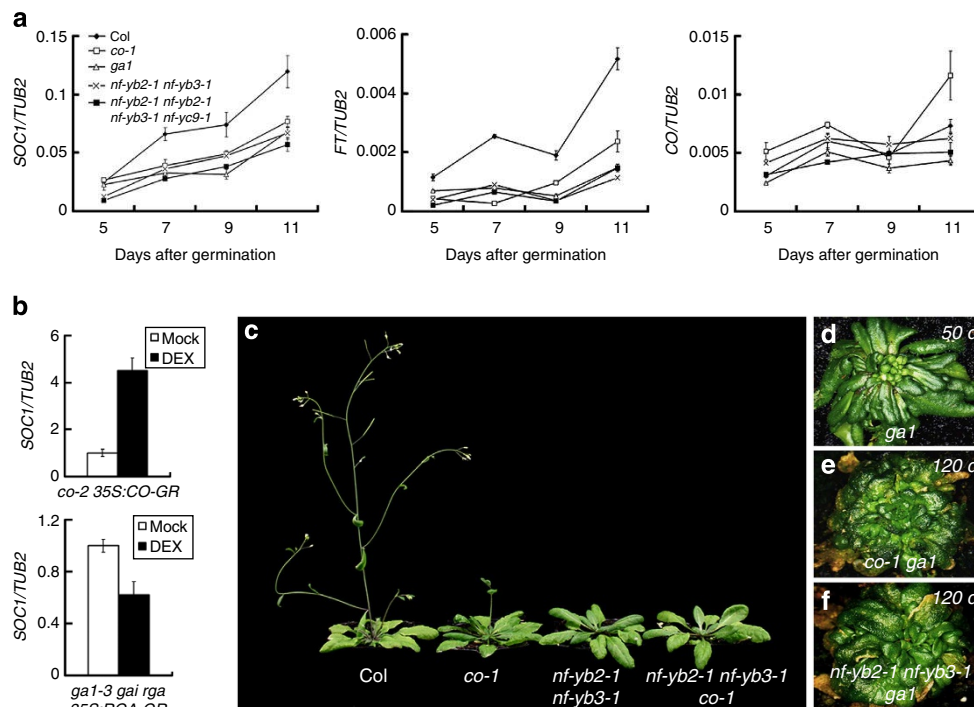 a
0.15
0.1
0.05
0
SOC1/TUB2
Col
co-1
ga1
nf-yb2-1 nf-yb3-1
nf-yb2-1 nf-yb2-1
nf-yb3-1 nf-yc9-1
5 7 9 11
Days after germination
0.006
0.004
0.002
0
FT/TUB2
5 7 9 11
Days after germination
0.015
0.01
0.005
0
CO/TUB2
5 7 9 11
Days after germination
b
6
4
2
0
SOC1/TUB2
Mock
DEX
co-2 35S:CO-GR
1.2
0.8
0.4
0
SOC1/TUB2
Mock
DEX
ga1-3 gai rga
35S:RGA-GR
c
Col
co-1
nf-yb2-1
nf-yb3-1
nf-yb2-1 nf-yb3-1
co-1
d
50 d
ga1
e
120 d
co-1 ga1
f
120 d
nf-yb2-1 nf-yb3-1
ga1